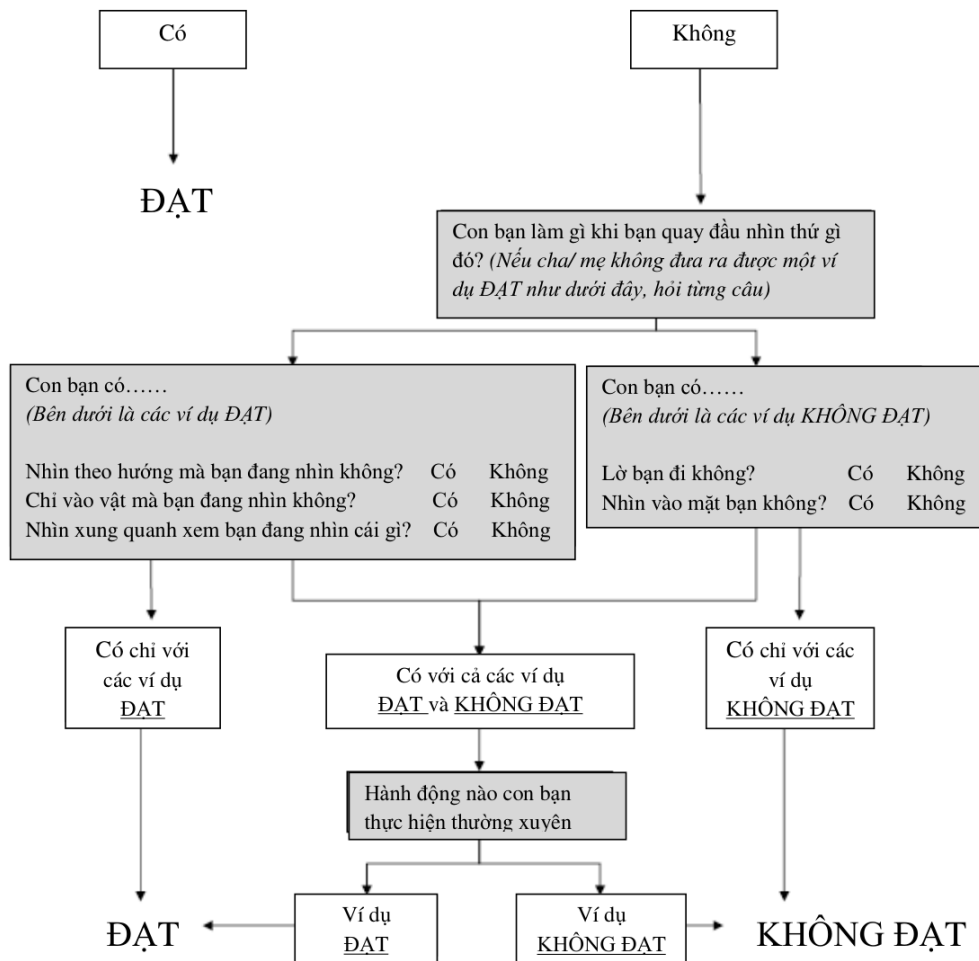 Có
Không
ĐẠT
Con bạn làm gì khi bạn quay đầu nhìn thứ gì
đó? (Nếu cha/ mẹ không đưa ra được một ví
dụ ĐẠT như dưới đây, hỏi từng câu)
Con bạn có……
(Bên dưới là các ví dụ ĐẠT)
Nhìn theo hướng mà bạn đang nhìn không? Có Không
Chỉ vào vật mà bạn đang nhìn không? Có Không
Nhìn xung quanh xem bạn đang nhìn cái gì? Có Không
Con bạn có……
(Bên dưới là các ví dụ KHÔNG ĐẠT)
Lờ bạn đi không? Có Không
Nhìn vào mặt bạn không? Có Không
Có chỉ với
các ví dụ
ĐẠT
Có với cả các ví dụ
ĐẠT và KHÔNG ĐẠT
Có chỉ với các
ví dụ
KHÔNG ĐẠT
Hành động nào con bạn
thực hiện thường xuyên
Ví dụ
ĐẠT
Ví dụ
KHÔNG ĐẠT
ĐẠT
KHÔNG ĐẠT